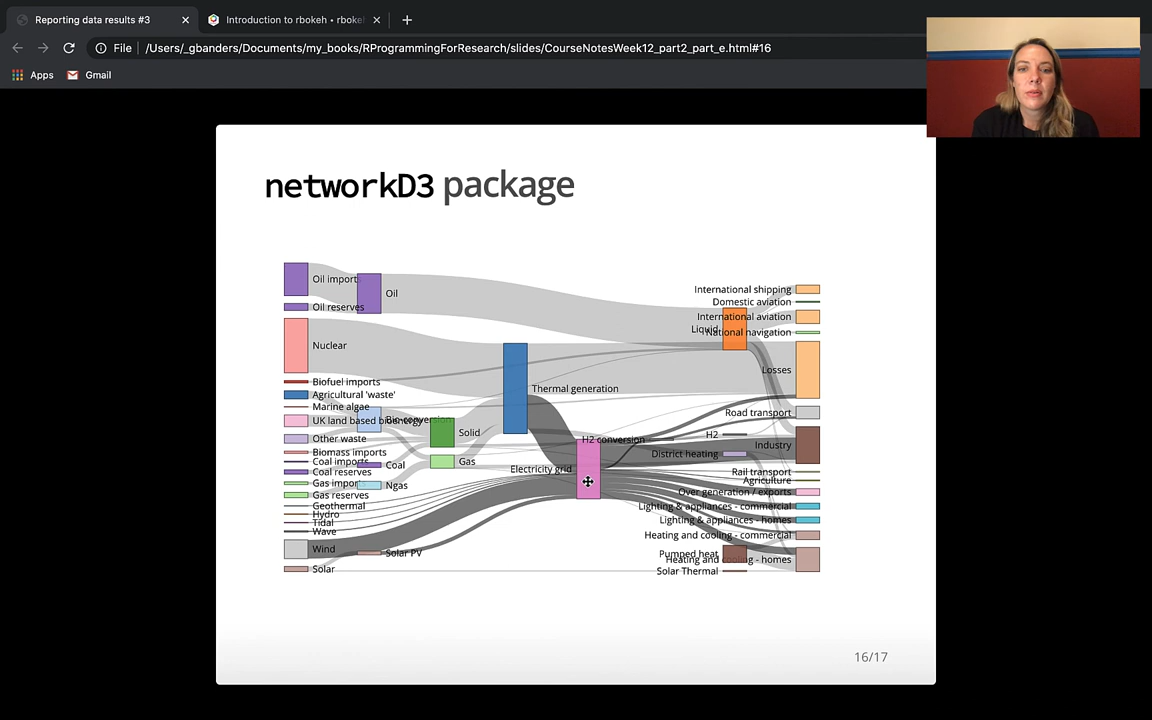 Reporting data results #3
Introduction to rbokeh • rboke
File
/Users/_gbanders/Documents/my_books/RProgrammingForResearch/slides/CourseNotesWeek12_part2_part_e.html#16
Apps
Gmail
networkD3 package
Oil imports
Oil
Oil reserves
Nuclear
Biofuel imports
Agricultural 'waste'
Marine algae
UK land based bioenergy
Bio-conversion
Other waste
Solid
Biomass imports
Coal imports
Coal
Coal reserves
Gas
Gas imports
Ngas
Gas reserves
Geothermal
Hydro
Tidal
Wave
Wind
Solar PV
Solar
Thermal generation
Electricity grid
H2 conversion
International shipping
Domestic aviation
International aviation
Liquid
National navigation
Losses
Road transport
H2
Industry
District heating
Rail transport
Agriculture
Over generation / exports
Lighting & appliances - commercial
Lighting & appliances - homes
Heating and cooling - commercial
Pumped heat
Heating and cooling - homes
Solar Thermal
16/17